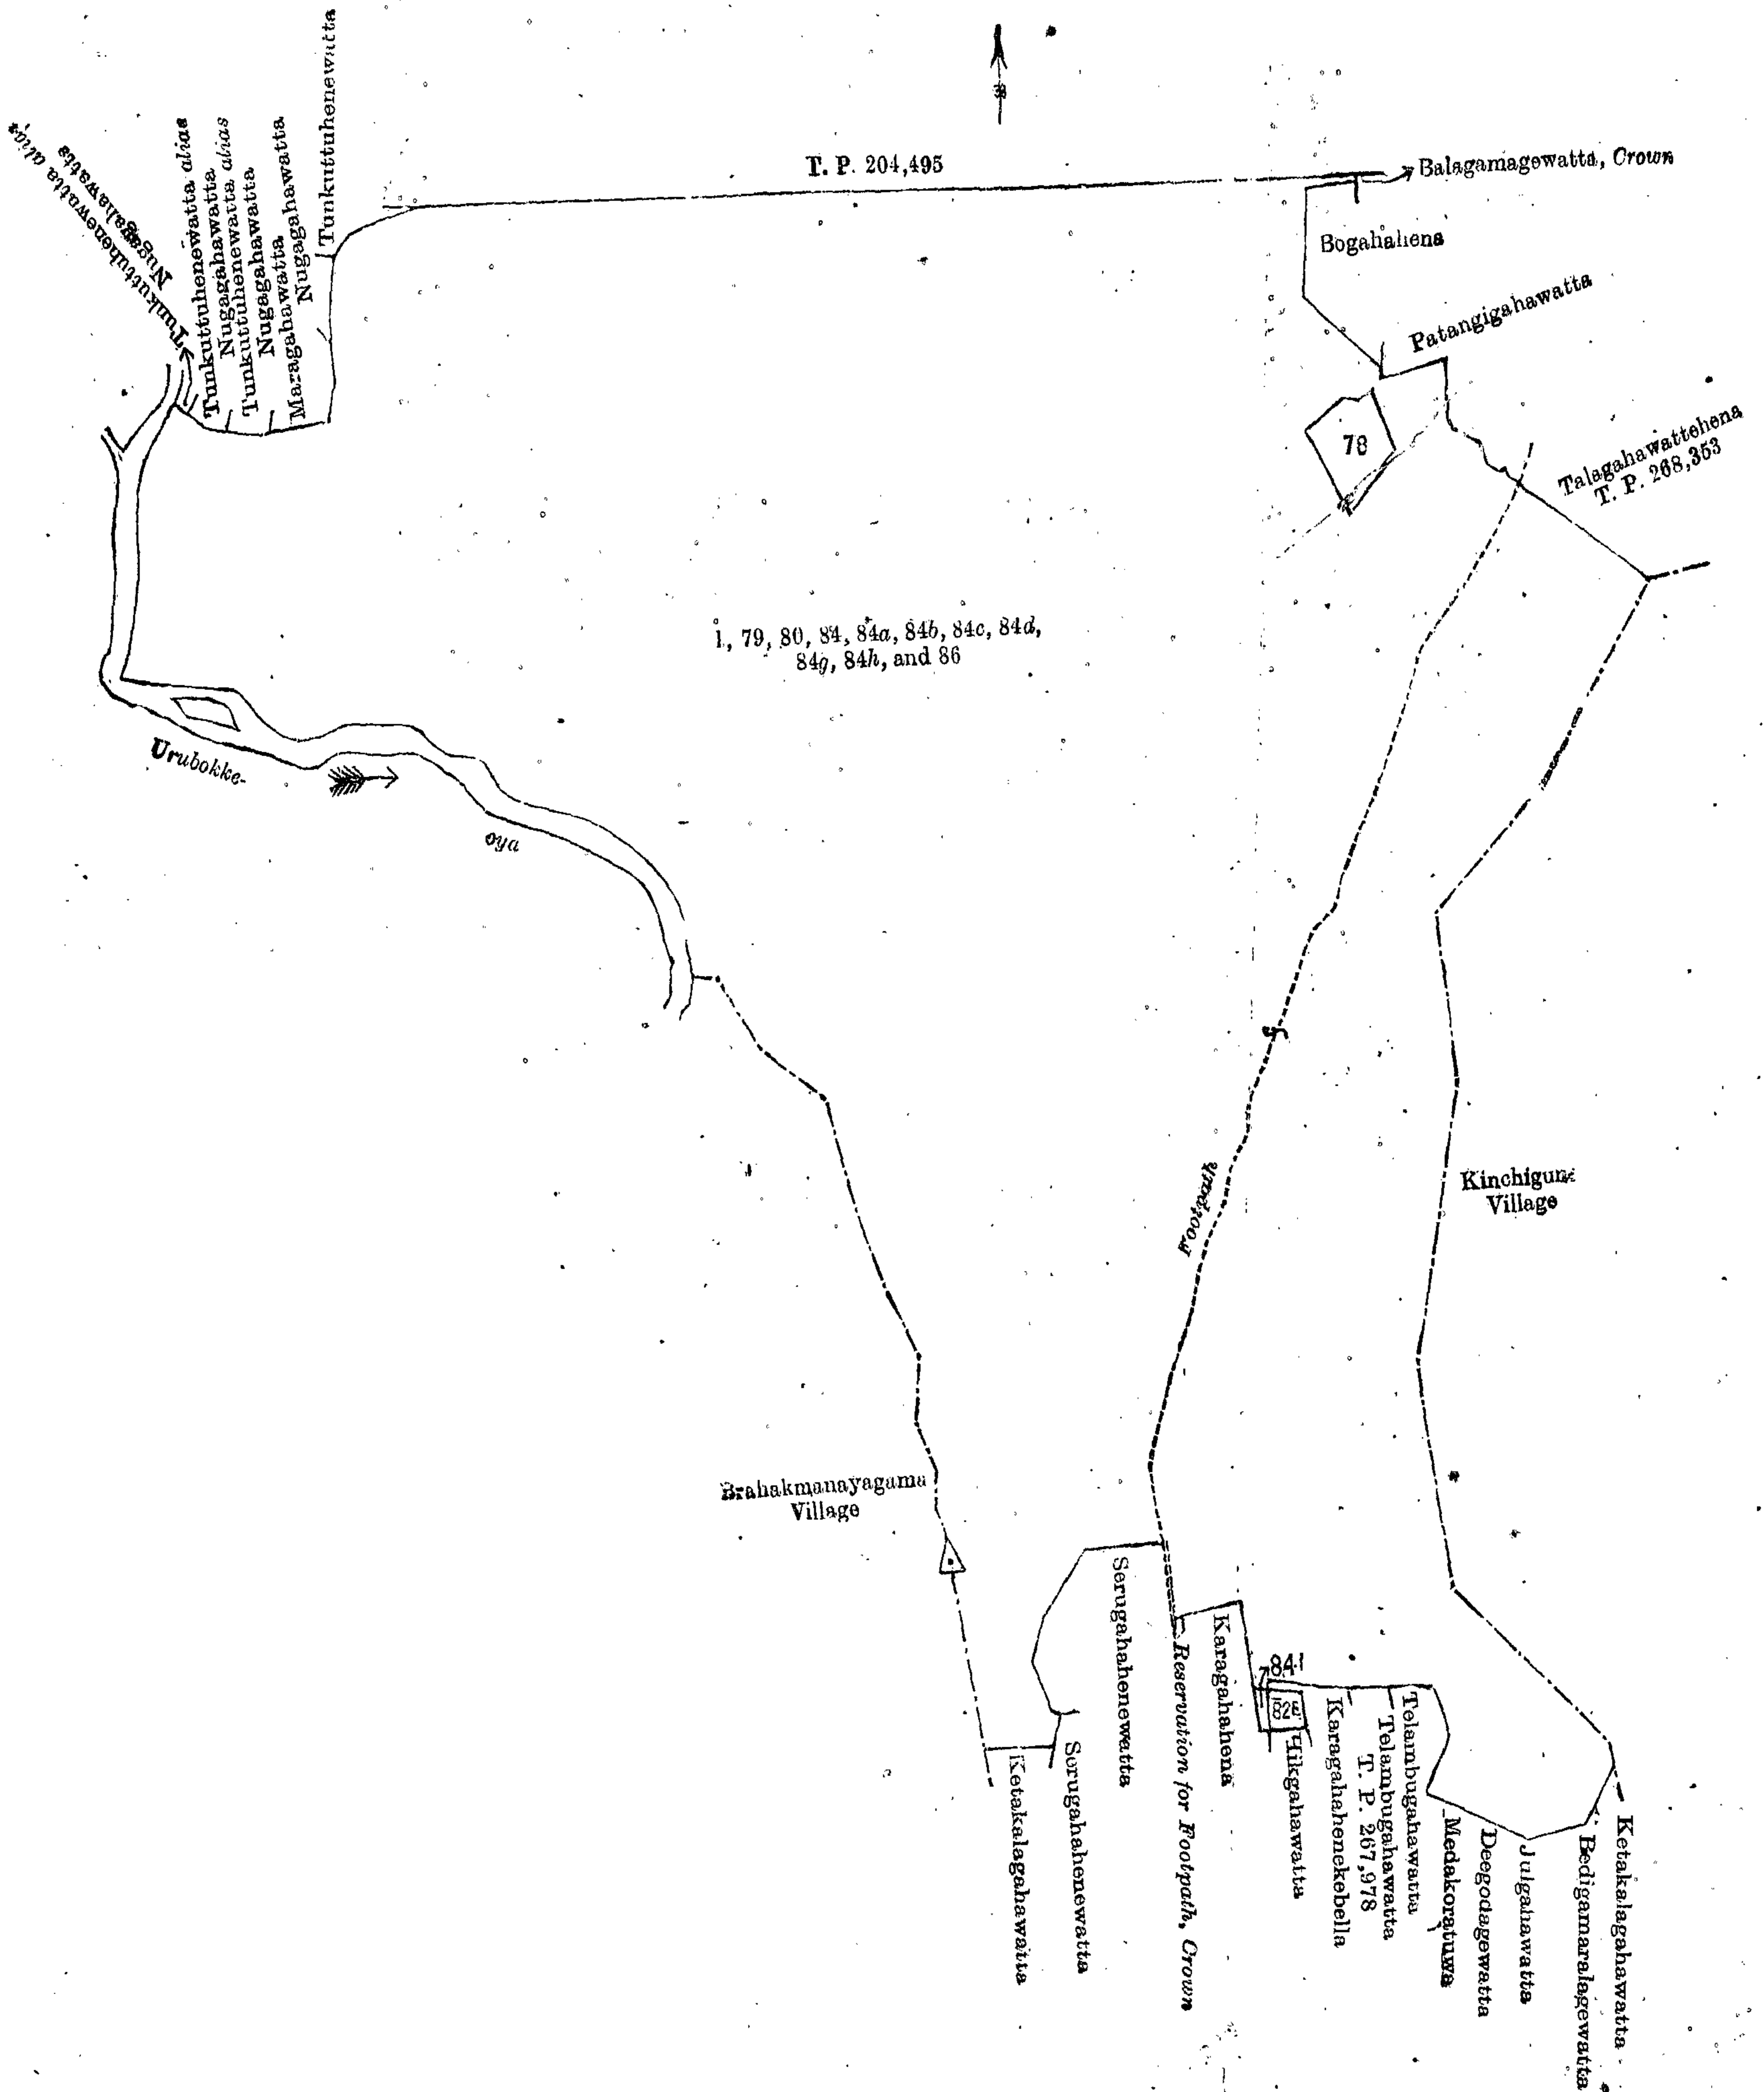 Tunkuttuhenewatta alias
Nugagahawatta
Tunkuttuhenewatta alias
Nugagahawatta
Tunkuttuhenewatta alias
Nugagahawatta
Maragahawatta
Nugagahawatta
Tunkuttuhenewatta
T. P. 204,495
Balagamagewatta, Crown
Bogahahena
Patangigahawatta
78
Talagahawattehena
T. P. 268,353
1, 79, 80, 84, 84a, 84b, 84c, 84d,
84g, 84h, and 86
Urubokke-
oya
Footpath
Kinchigune
Village
Brahakmanayagama
Village
Ketakalagahawatta
Serugahahenewatta
Serugahahenewatta
Reservation for Footpath, Crown
Karagahahena
Hikgahawatta
Karagahahenekebella
T. P. 267,978
Telambugahawatta
Telambugahawatta
Medakoratuwa
Deegodagewatta
Julgahawatta
Bedigamaralagewatta
Ketakalagahawatta